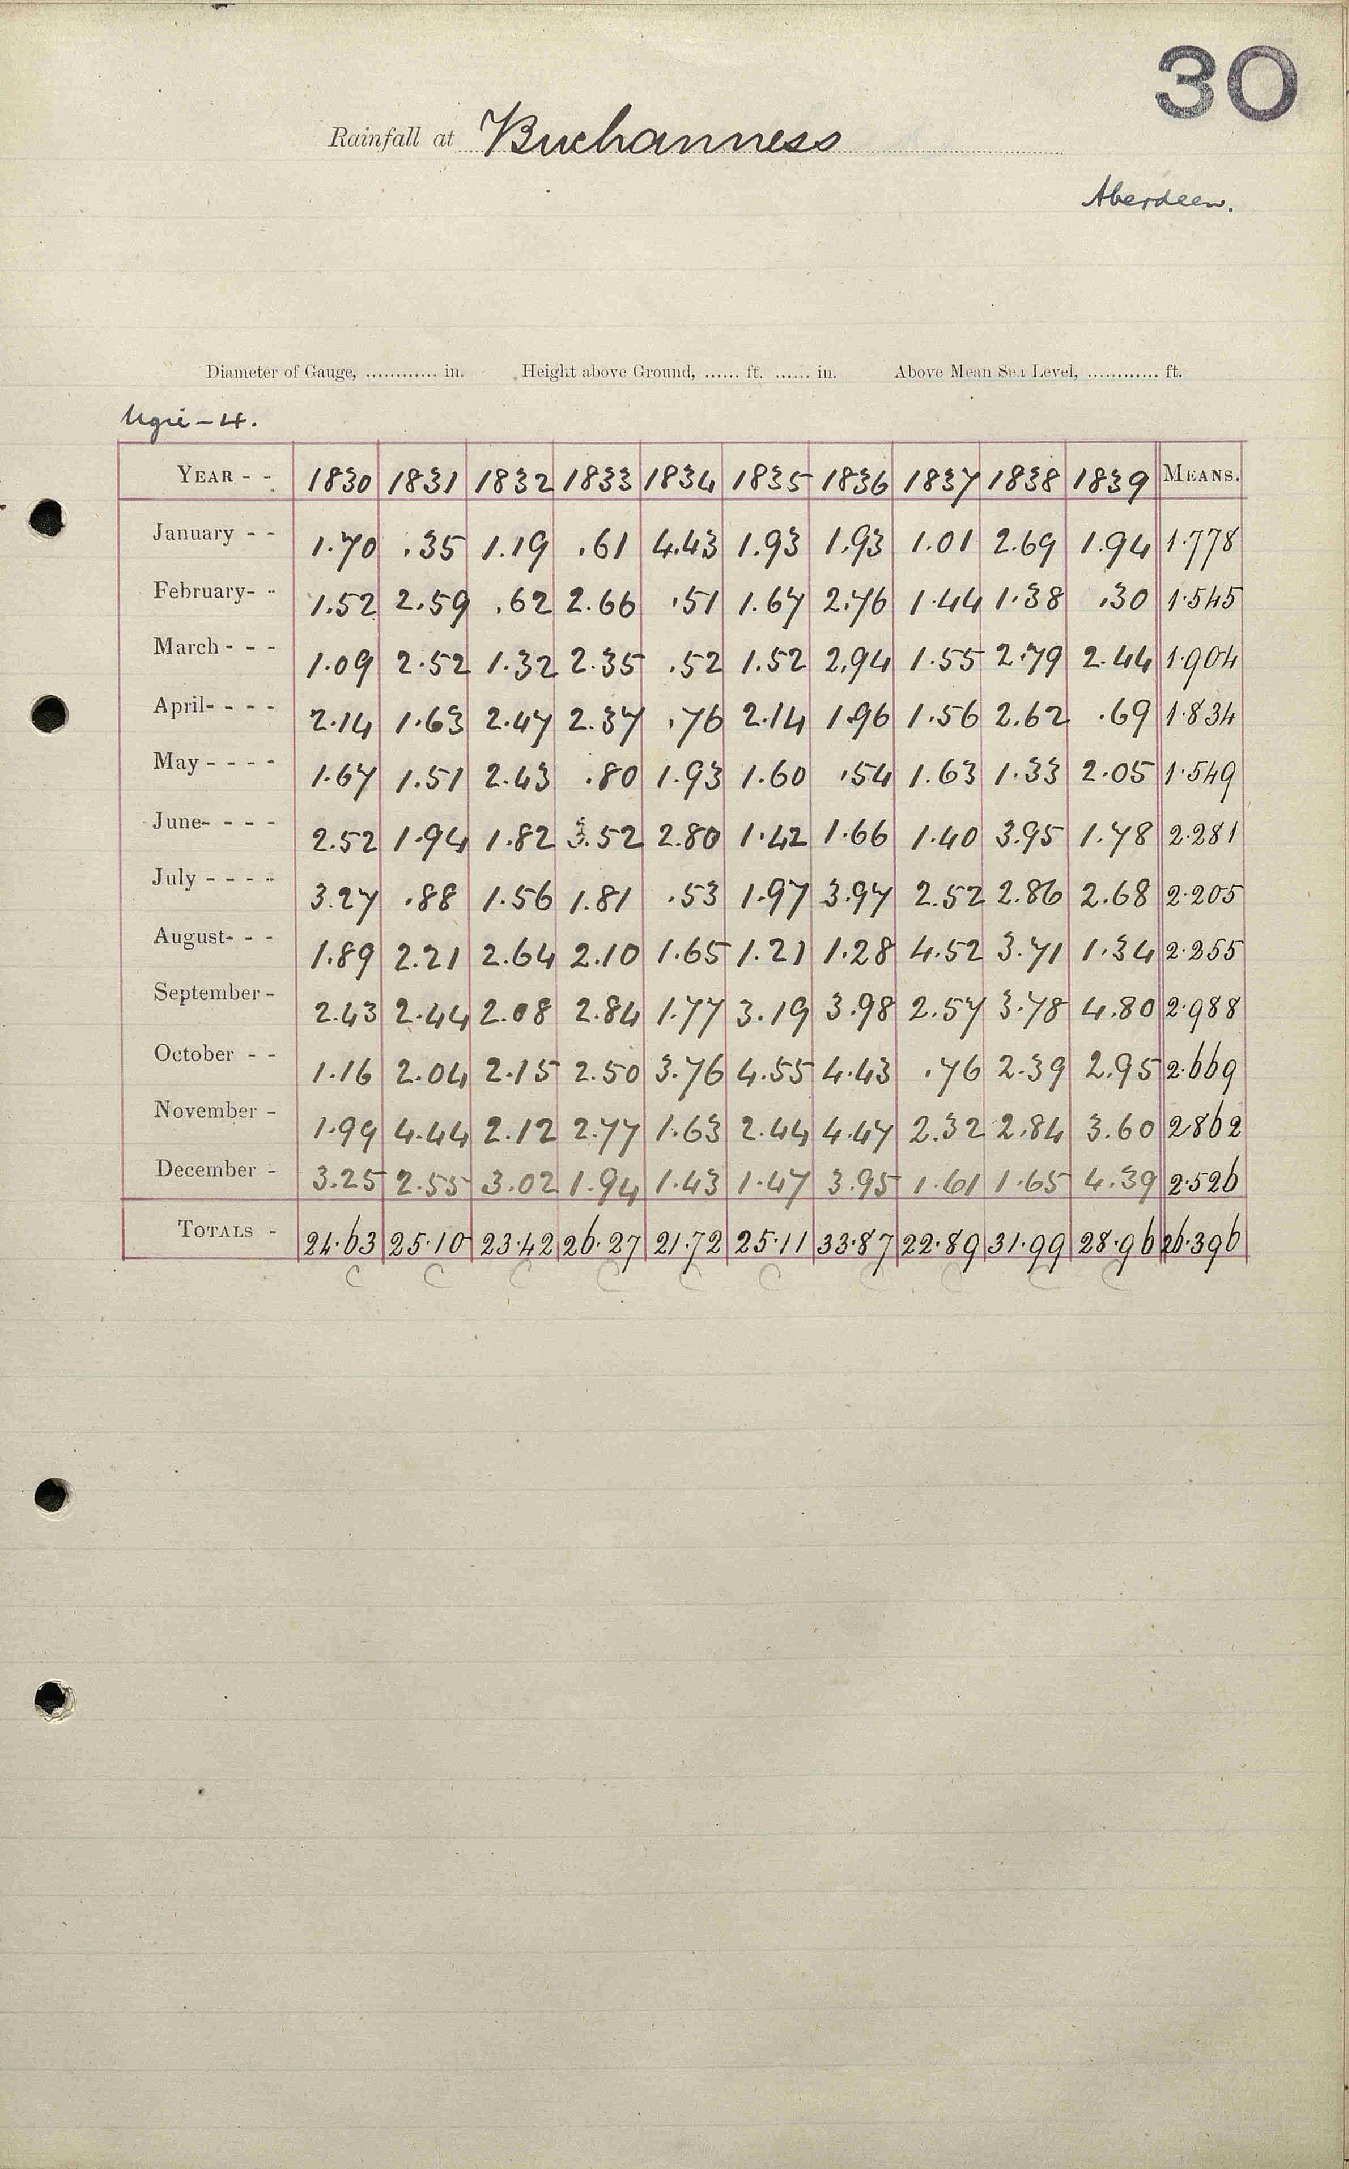 30
Rainfall at Buchanness
Aberdeen.
Diameter of Gauge, ............ in. Height above Ground, ...... ft. ...... in. Above Mean Sea Level, ............ ft.
Ugie - 4.
YEAR - - 1830 1831 1832 1833 1834 1835 1836 1837 1838 1839 MEANS.
January - - 1.70 .35 1.19 .61 4.43 1.93 1.93 1.01 2.69 1.94 1.778
February- - 1.52 2.59 .62 2.66 .51 1.67 2.76 1.44 1.38 .30 1.545
March - - - 1.09 2.52 1.32 2.35 .52 1.52 2.94 1.55 2.79 2.44 1.904
April- - - - 2.14 1.63 2.47 2.37 .76 2.14 1.96 1.56 2.62 .69 1.834
May - - - - 1.67 1.51 2.43 .80 1.93 1.60 .54 1.63 1.33 2.05 1.549
June- - - - 2.52 1.94 1.82 3.52 2.80 1.42 1.66 1.40 3.95 1.78 2.281
July - - - - 3.27 .88 1.56 1.81 .53 1.97 3.97 2.52 2.86 2.68 2.205
August- - - 1.89 2.21 2.64 2.10 1.65 1.21 1.28 4.52 3.71 1.34 2.255
September - 2.43 2.44 2.08 2.84 1.77 3.19 3.98 2.57 3.78 4.80 2.988
October - - 1.16 2.04 2.15 2.50 3.76 4.55 4.43 .76 2.39 2.95 2.669
November - 1.99 4.44 2.12 2.77 1.63 2.44 4.47 2.32 2.84 3.60 2.862
December - 3.25 2.55 3.02 1.94 1.43 1.47 3.95 1.61 1.65 4.39 2.526
TOTALS - 24.63 25.10 23.42 26.27 21.72 25.11 33.87 22.89 31.99 28.96 26.396
C C C C C C C C C C